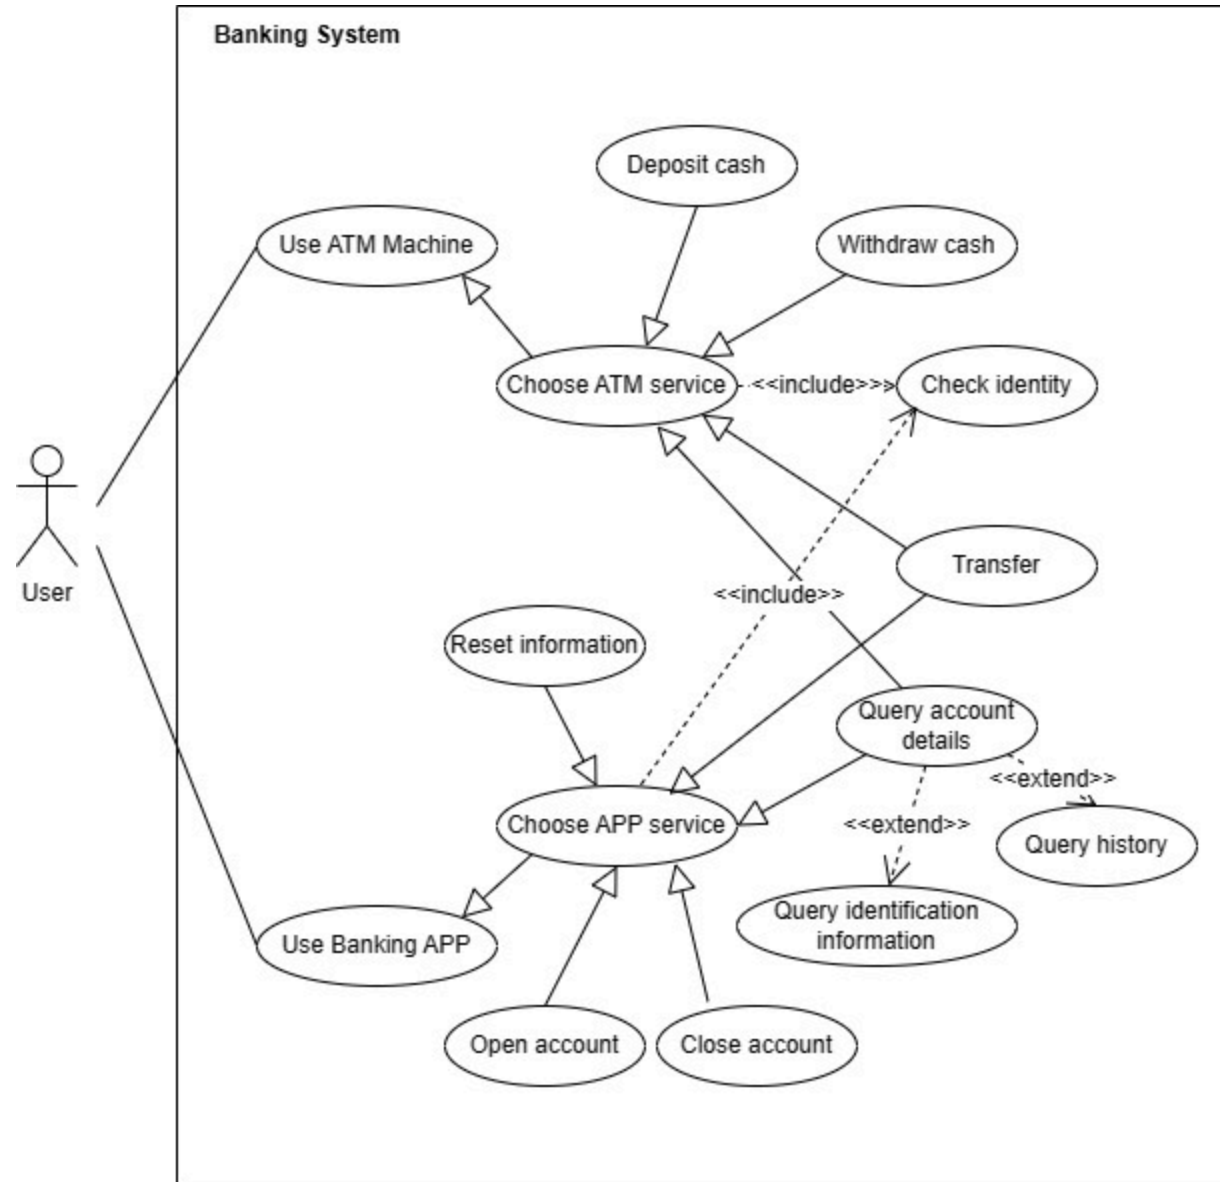 Banking System
Deposit cash
Use ATM Machine
Withdraw cash
Choose ATM service
<<include>>
Check identity
Transfer
User
<<include>>
Reset information
Query account
details
<<extend>>
Choose APP service
<<extend>>
Query history
Query identification
information
Use Banking APP
Open account
Close account